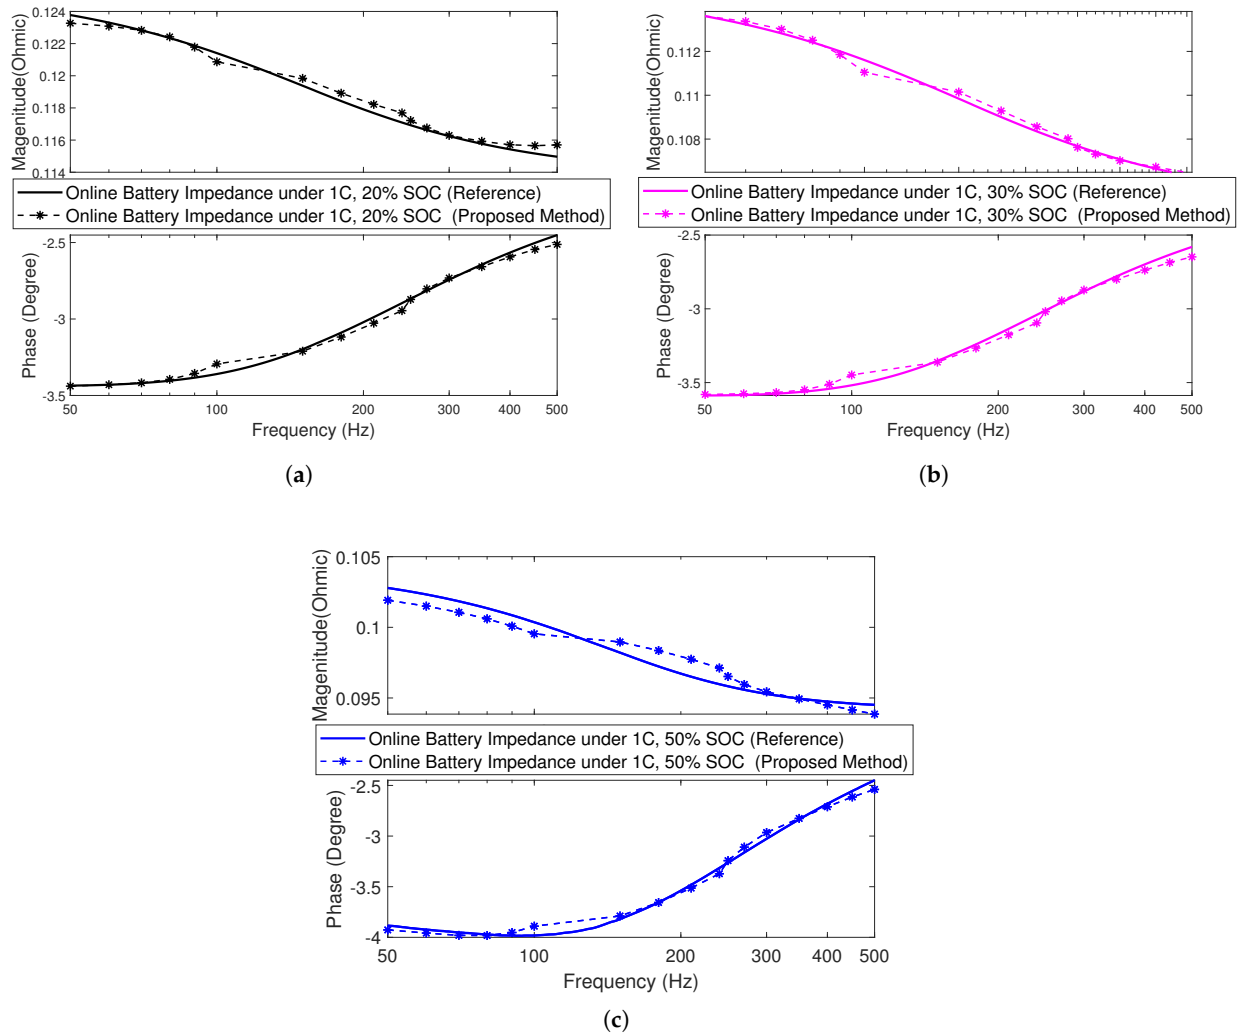 0.124
0.122
0.12
0.118
0.116
0.114
Magenitude(Ohmic)
Online Battery Impedance under 1C, 20% SOC (Reference)
Online Battery Impedance under 1C, 20% SOC (Proposed Method)
-2.5
-3
-3.5
Phase (Degree)
50 100 200 300 400 500
Frequency (Hz)
(a)
0.112
0.11
0.108
Magenitude(Ohmic)
Online Battery Impedance under 1C, 30% SOC (Reference)
Online Battery Impedance under 1C, 30% SOC (Proposed Method)
-2.5
-3
-3.5
Phase (Degree)
50 100 200 300 400 500
Frequency (Hz)
(b)
0.105
0.1
0.095
Magenitude(Ohmic)
Online Battery Impedance under 1C, 50% SOC (Reference)
Online Battery Impedance under 1C, 50% SOC (Proposed Method)
-2.5
-3
-3.5
-4
Phase (Degree)
50 100 200 300 400 500
Frequency (Hz)
(c)